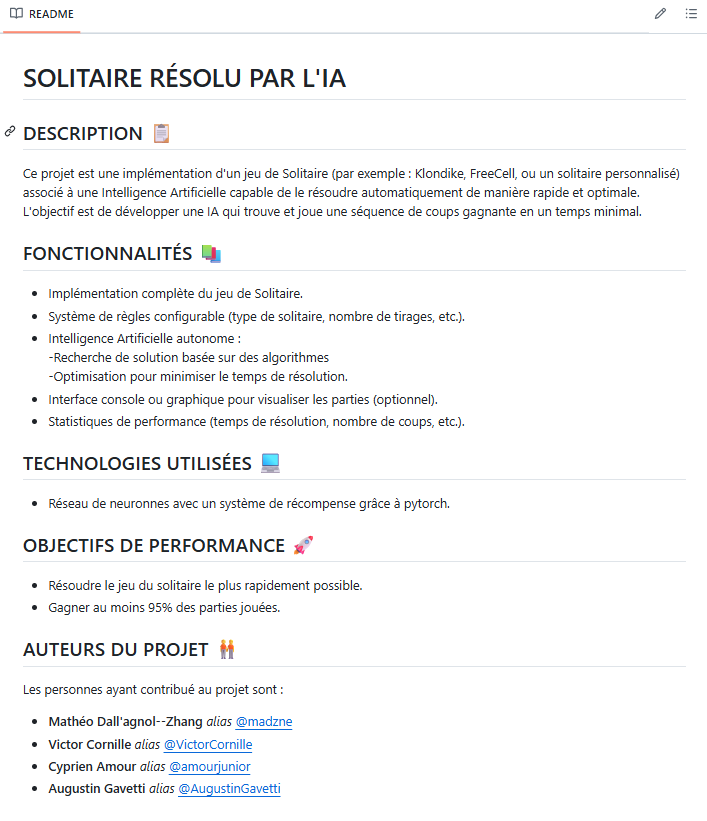 README
SOLITAIRE RÉSOLU PAR L'IA
DESCRIPTION
Ce projet est une implémentation d'un jeu de Solitaire (par exemple : Klondike, FreeCell, ou un solitaire personnalisé)
associé à une Intelligence Artificielle capable de le résoudre automatiquement de manière rapide et optimale.
L'objectif est de développer une IA qui trouve et joue une séquence de coups gagnante en un temps minimal.
FONCTIONNALITÉS
Implémentation complète du jeu de Solitaire.
Système de règles configurable (type de solitaire, nombre de tirages, etc.).
Intelligence Artificielle autonome :
-Recherche de solution basée sur des algorithmes
-Optimisation pour minimiser le temps de résolution.
Interface console ou graphique pour visualiser les parties (optionnel).
Statistiques de performance (temps de résolution, nombre de coups, etc.).
TECHNOLOGIES UTILISÉES
Réseau de neuronnes avec un système de récompense grâce à pytorch.
OBJECTIFS DE PERFORMANCE
Résoudre le jeu du solitaire le plus rapidement possible.
Gagner au moins 95% des parties jouées.
AUTEURS DU PROJET
Les personnes ayant contribué au projet sont :
Mathéo Dall'agnol--Zhang alias @madzne
Victor Cornille alias @VictorCornille
Cyprien Amour alias @amourjunior
Augustin Gavetti alias @AugustinGavetti